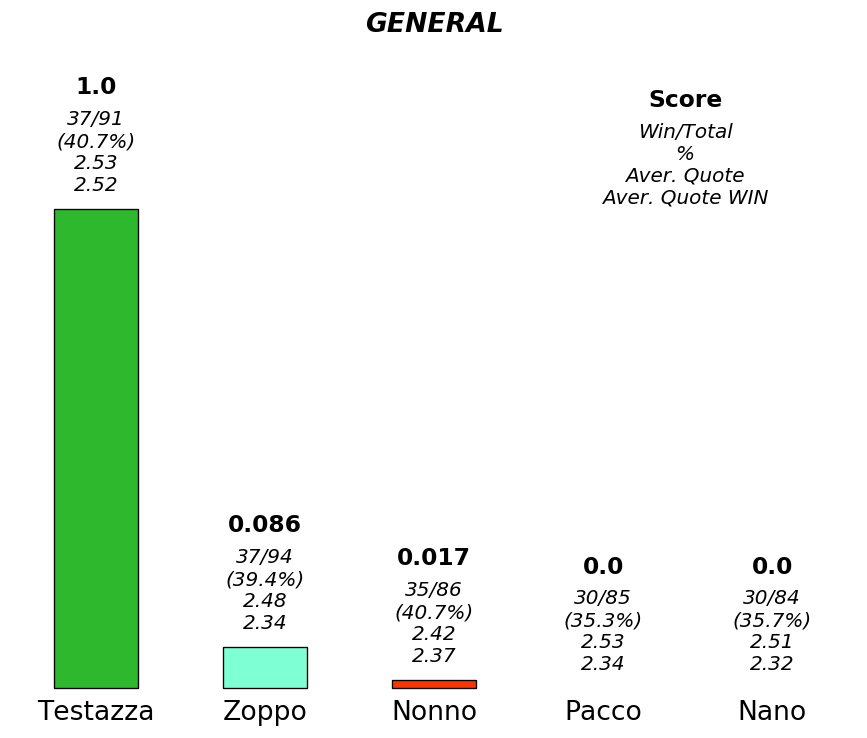 GENERAL
1.0
37/91
(40.7%)
2.53
2.52
Score
Win/Total
%
Aver. Quote
Aver. Quote WIN
0.086
37/94
(39.4%)
2.48
2.34
0.017
35/86
(40.7%)
2.42
2.37
0.0
30/85
(35.3%)
2.53
2.34
0.0
30/84
(35.7%)
2.51
2.32
Testazza
Zoppo
Nonno
Pacco
Nano